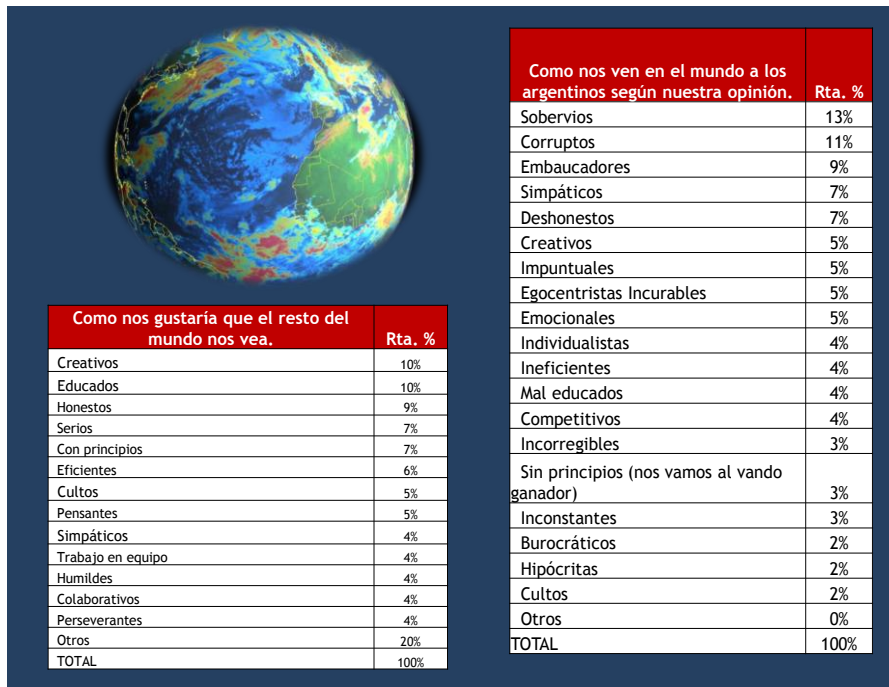 Como nos gustaría que el resto del
mundo nos vea. Rta. %
Creativos 10%
Educados 10%
Honestos 9%
Serios 7%
Con principios 7%
Eficientes 6%
Cultos 5%
Pensantes 5%
Simpáticos 4%
Trabajo en equipo 4%
Humildes 4%
Colaborativos 4%
Perseverantes 4%
Otros 20%
TOTAL 100%
Como nos ven en el mundo a los
argentinos según nuestra opinión. Rta. %
Sobervios 13%
Corruptos 11%
Embaucadores 9%
Simpáticos 7%
Deshonestos 7%
Creativos 5%
Impuntuales 5%
Egocentristas Incurables 5%
Emocionales 5%
Individualistas 4%
Ineficientes 4%
Mal educados 4%
Competitivos 4%
Incorregibles 3%
Sin principios (nos vamos al vando
ganador) 3%
Inconstantes 3%
Burocráticos 2%
Hipócritas 2%
Cultos 2%
Otros 0%
TOTAL 100%